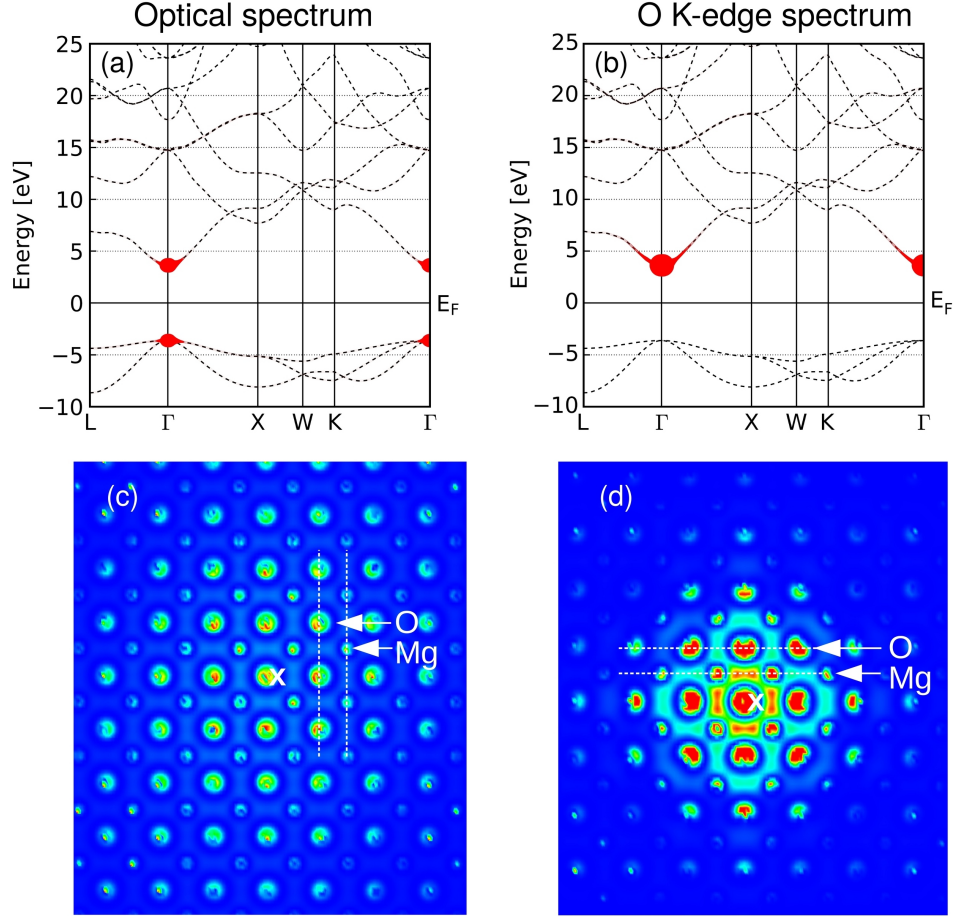 Optical spectrum
O K-edge spectrum
(a)
25
20
15
10
5
0
−5
−10
Energy [eV]
E_F
L Γ X W K Γ
(b)
25
20
15
10
5
0
−5
−10
Energy [eV]
E_F
L Γ X W K Γ
(c)
O
Mg
x
(d)
O
Mg
x